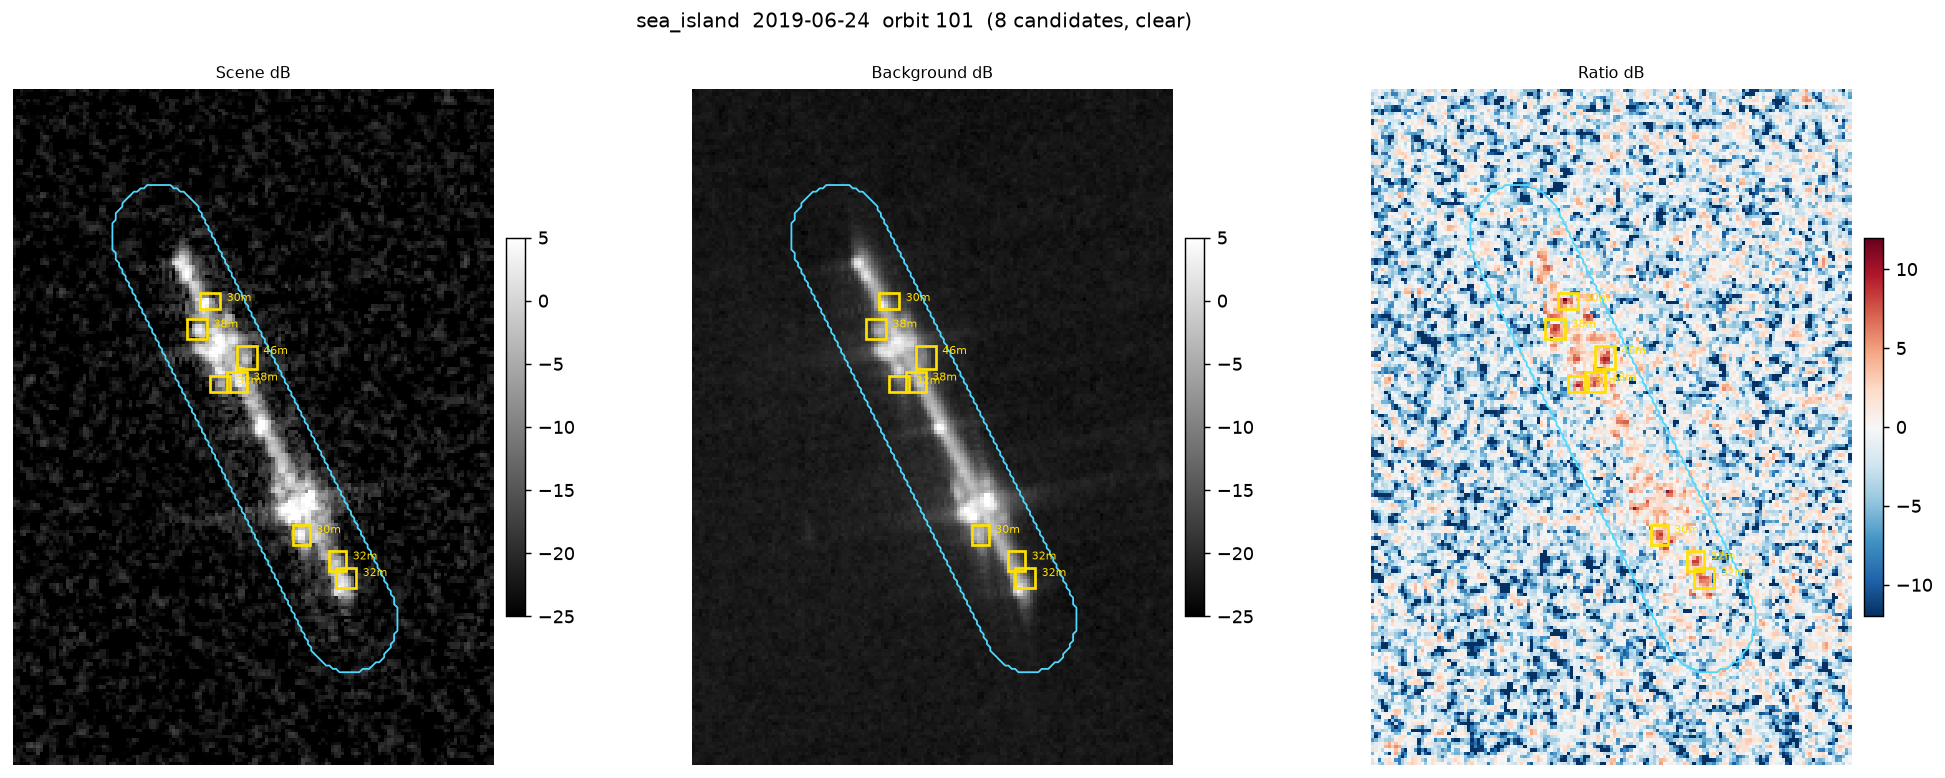 sea_island  2019-06-24  orbit 101  (8 candidates, clear)
Scene dB
Background dB
Ratio dB
30m
38m
46m
38m
30m
32m
32m
5
0
−5
−10
−15
−20
−25
30m
38m
46m
38m
30m
32m
32m
5
0
−5
−10
−15
−20
−25
10
5
0
−5
−10